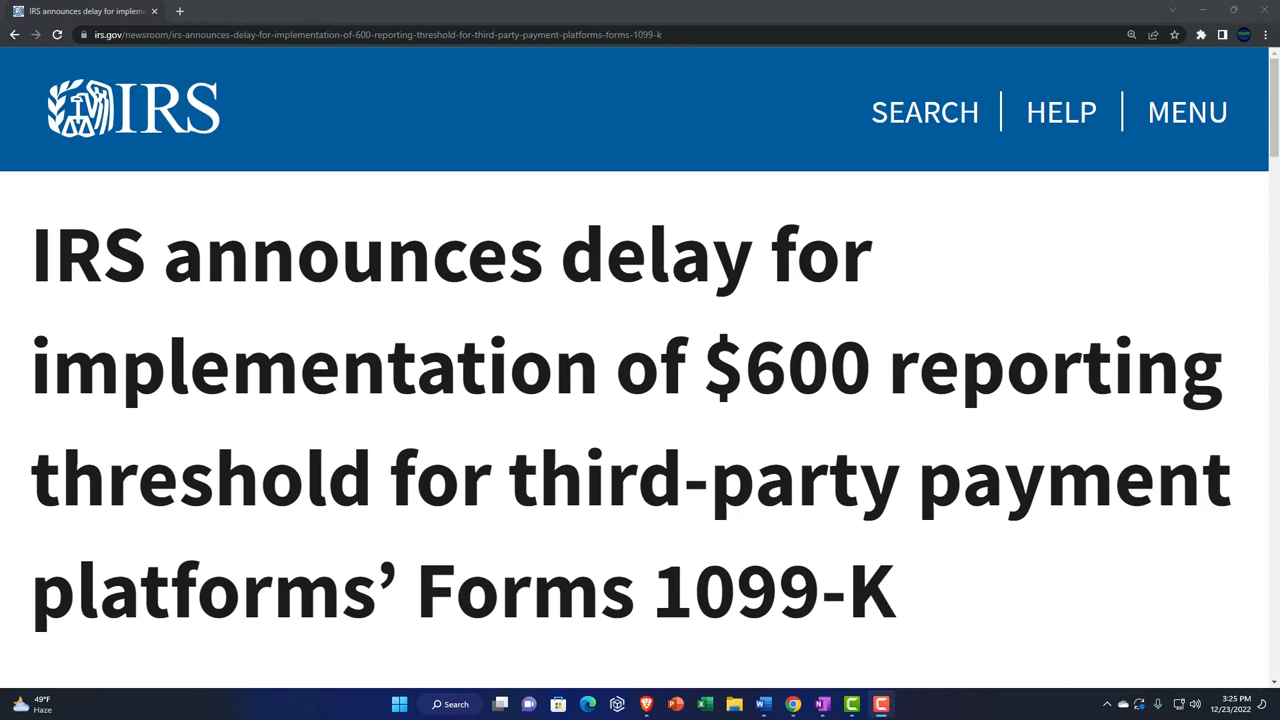 IRS announces delay for implem
irs.gov/newsroom/irs-announces-delay-for-implementation-of-600-reporting-threshold-for-third-party-payment-platforms-forms-1099-k
IRS
SEARCH
HELP
MENU
IRS announces delay for
implementation of $600 reporting
threshold for third-party payment
platforms’ Forms 1099-K
49°F
Haze
Search
3:25 PM
12/23/2022